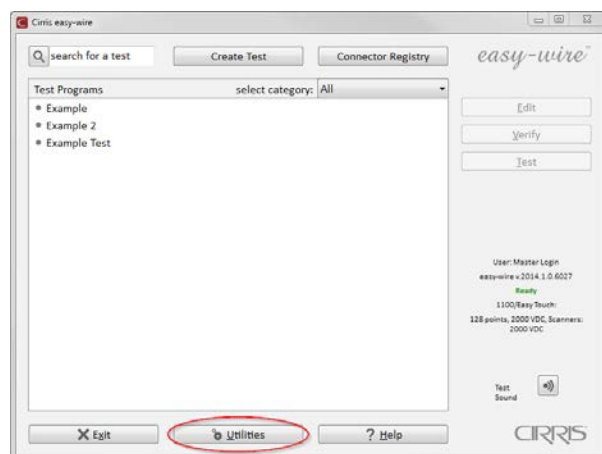 Cirris easy-wire
search for a test
Create Test
Connector Registry
easy-wire™
Test Programs
select category: All
Example
Example 2
Example Test
Edit
Verify
Test
User: Master Login
easy-wire v.2014.1.0.6027
Ready
1100/Easy Touch:
128 points, 2000 VDC, Scanners:
2000 VDC
Test
Sound
Exit
Utilities
? Help
CIRRIS